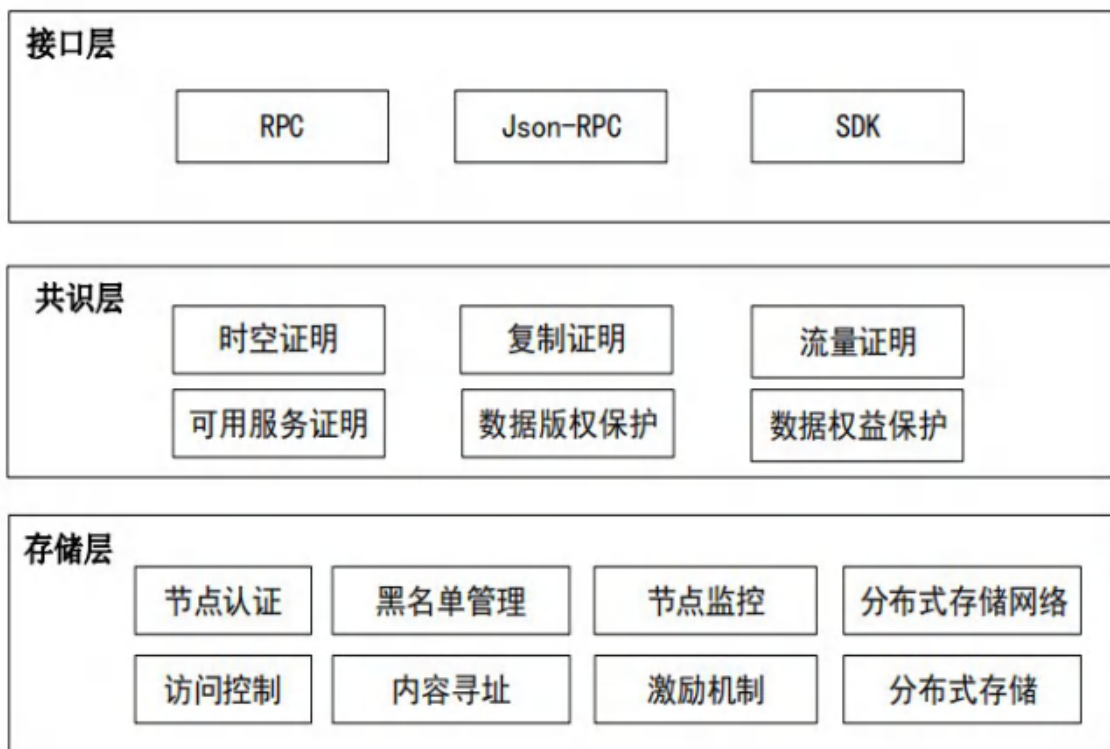 接口层
RPC Json-RPC SDK
共识层
时空证明 复制证明 流量证明
可用服务证明 数据版权保护 数据权益保护
存储层
节点认证 黑名单管理 节点监控 分布式存储网络
访问控制 内容寻址 激励机制 分布式存储